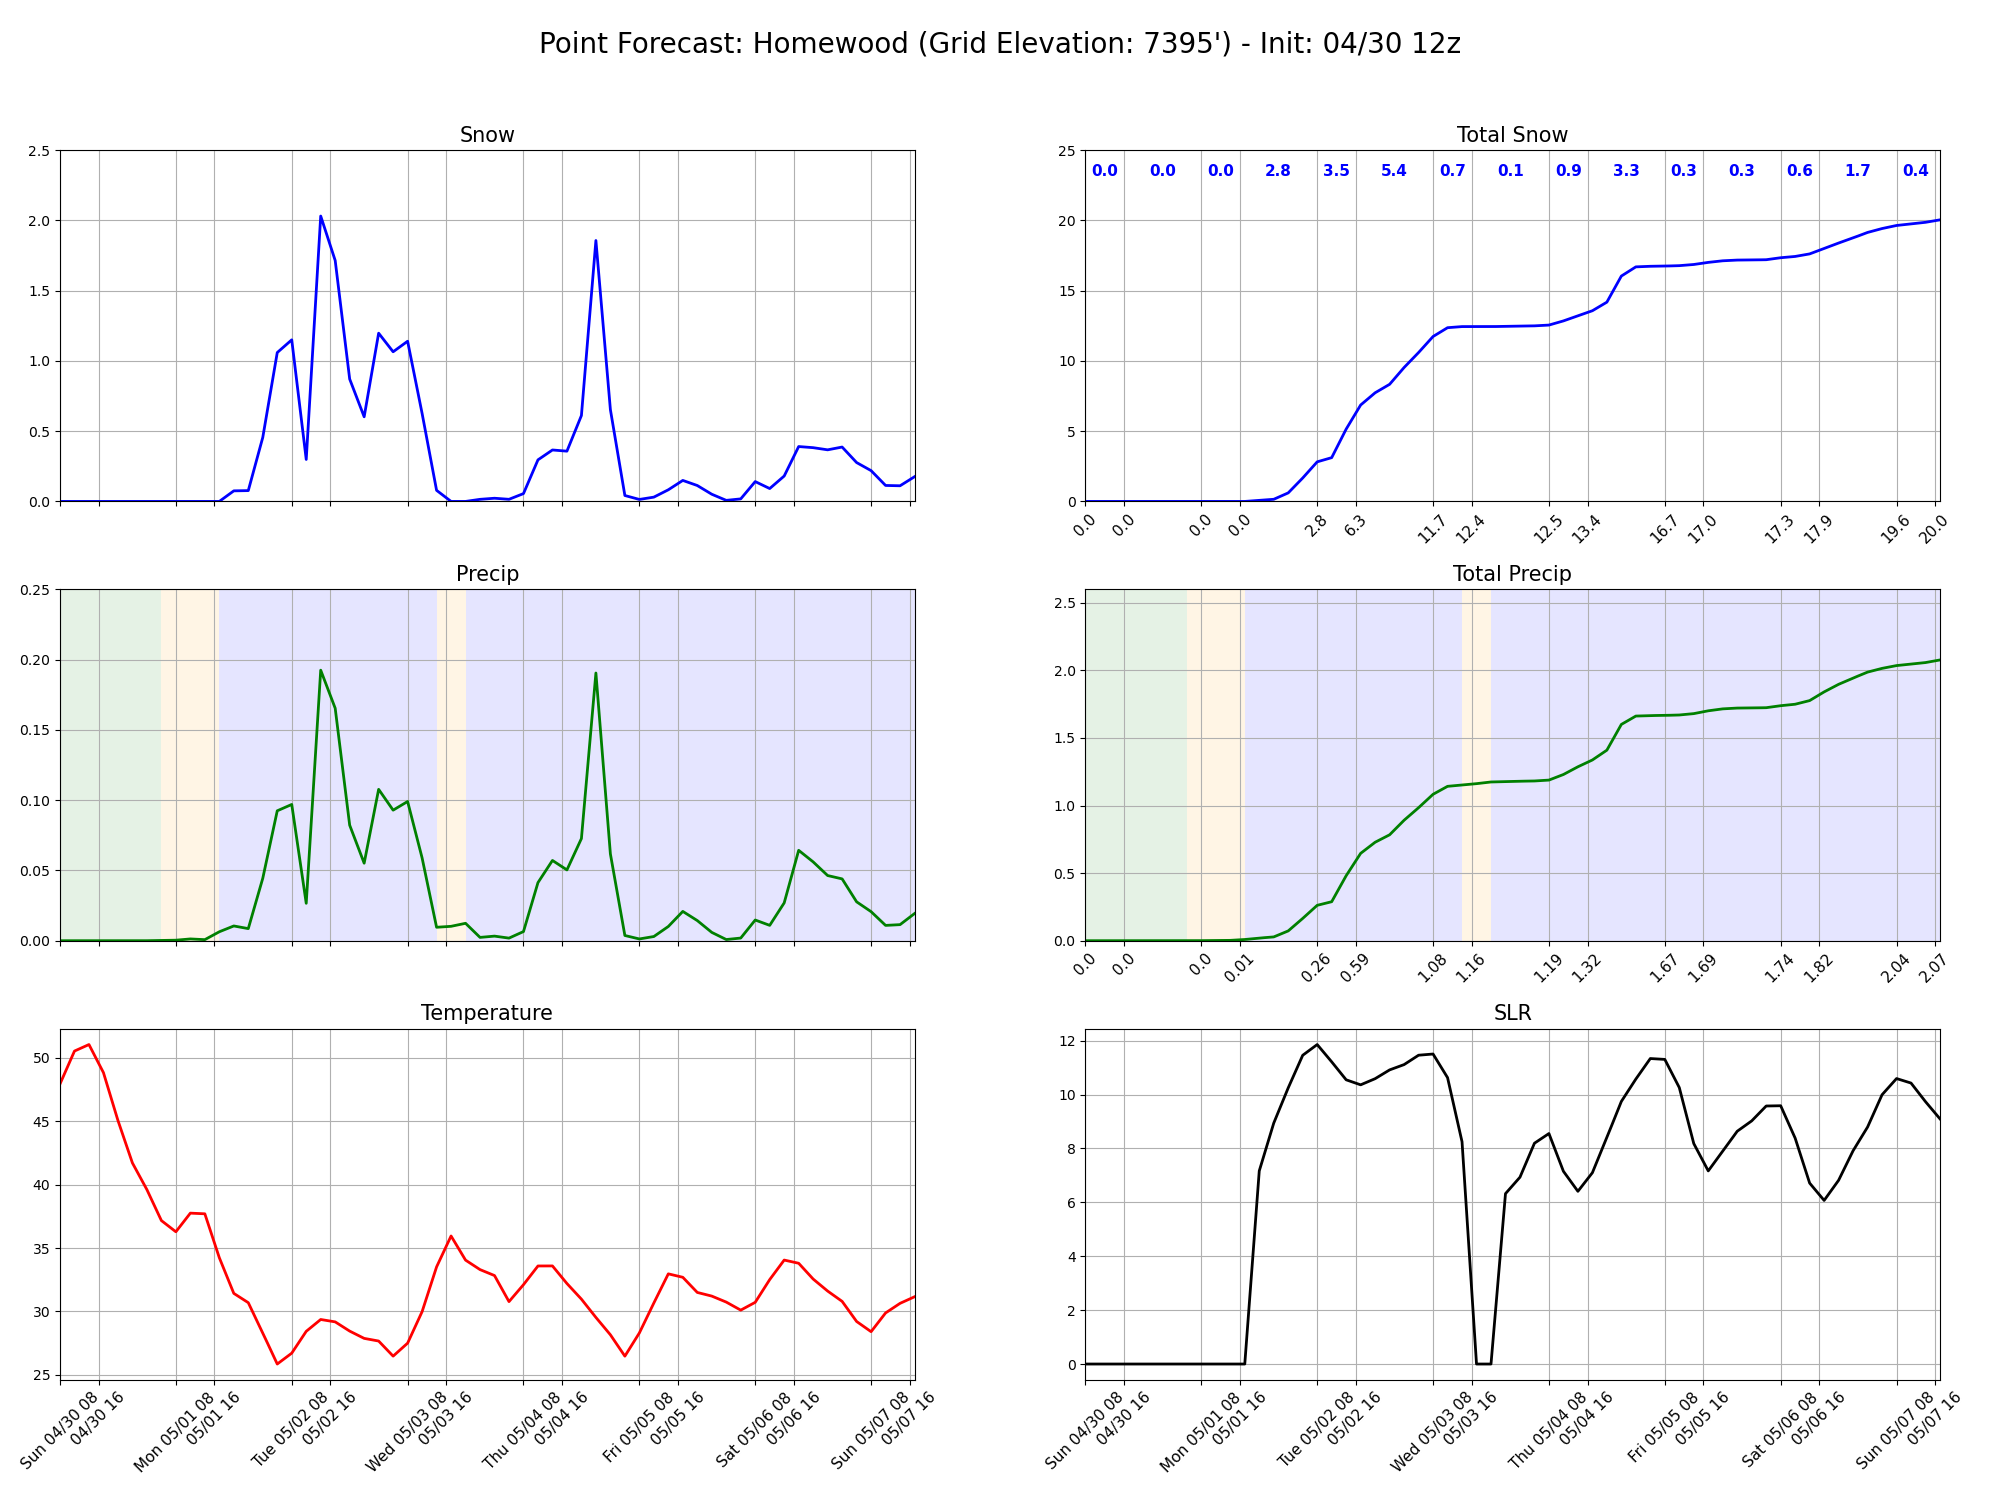 Point Forecast: Homewood (Grid Elevation: 7395') - Init: 04/30 12z
Snow
2.5
2.0
1.5
1.0
0.5
0.0
Total Snow
25
20
15
10
5
0
0.0 0.0 0.0 2.8 3.5 5.4 0.7 0.1 0.9 3.3 0.3 0.3 0.6 1.7 0.4
0.0 0.0 0.0 0.0 2.8 6.3 11.7 12.4 12.5 13.4 16.7 17.0 17.3 17.9 19.6 20.0
Precip
0.25
0.20
0.15
0.10
0.05
0.00
Total Precip
2.5
2.0
1.5
1.0
0.5
0.0
0.0 0.0 0.0 0.01 0.26 0.59 1.08 1.16 1.19 1.32 1.67 1.69 1.74 1.82 2.04 2.07
Temperature
50
45
40
35
30
25
Sun 04/30 08
04/30 16
Mon 05/01 08
05/01 16
Tue 05/02 08
05/02 16
Wed 05/03 08
05/03 16
Thu 05/04 08
05/04 16
Fri 05/05 08
05/05 16
Sat 05/06 08
05/06 16
Sun 05/07 08
05/07 16
SLR
12
10
8
6
4
2
0
Sun 04/30 08
04/30 16
Mon 05/01 08
05/01 16
Tue 05/02 08
05/02 16
Wed 05/03 08
05/03 16
Thu 05/04 08
05/04 16
Fri 05/05 08
05/05 16
Sat 05/06 08
05/06 16
Sun 05/07 08
05/07 16